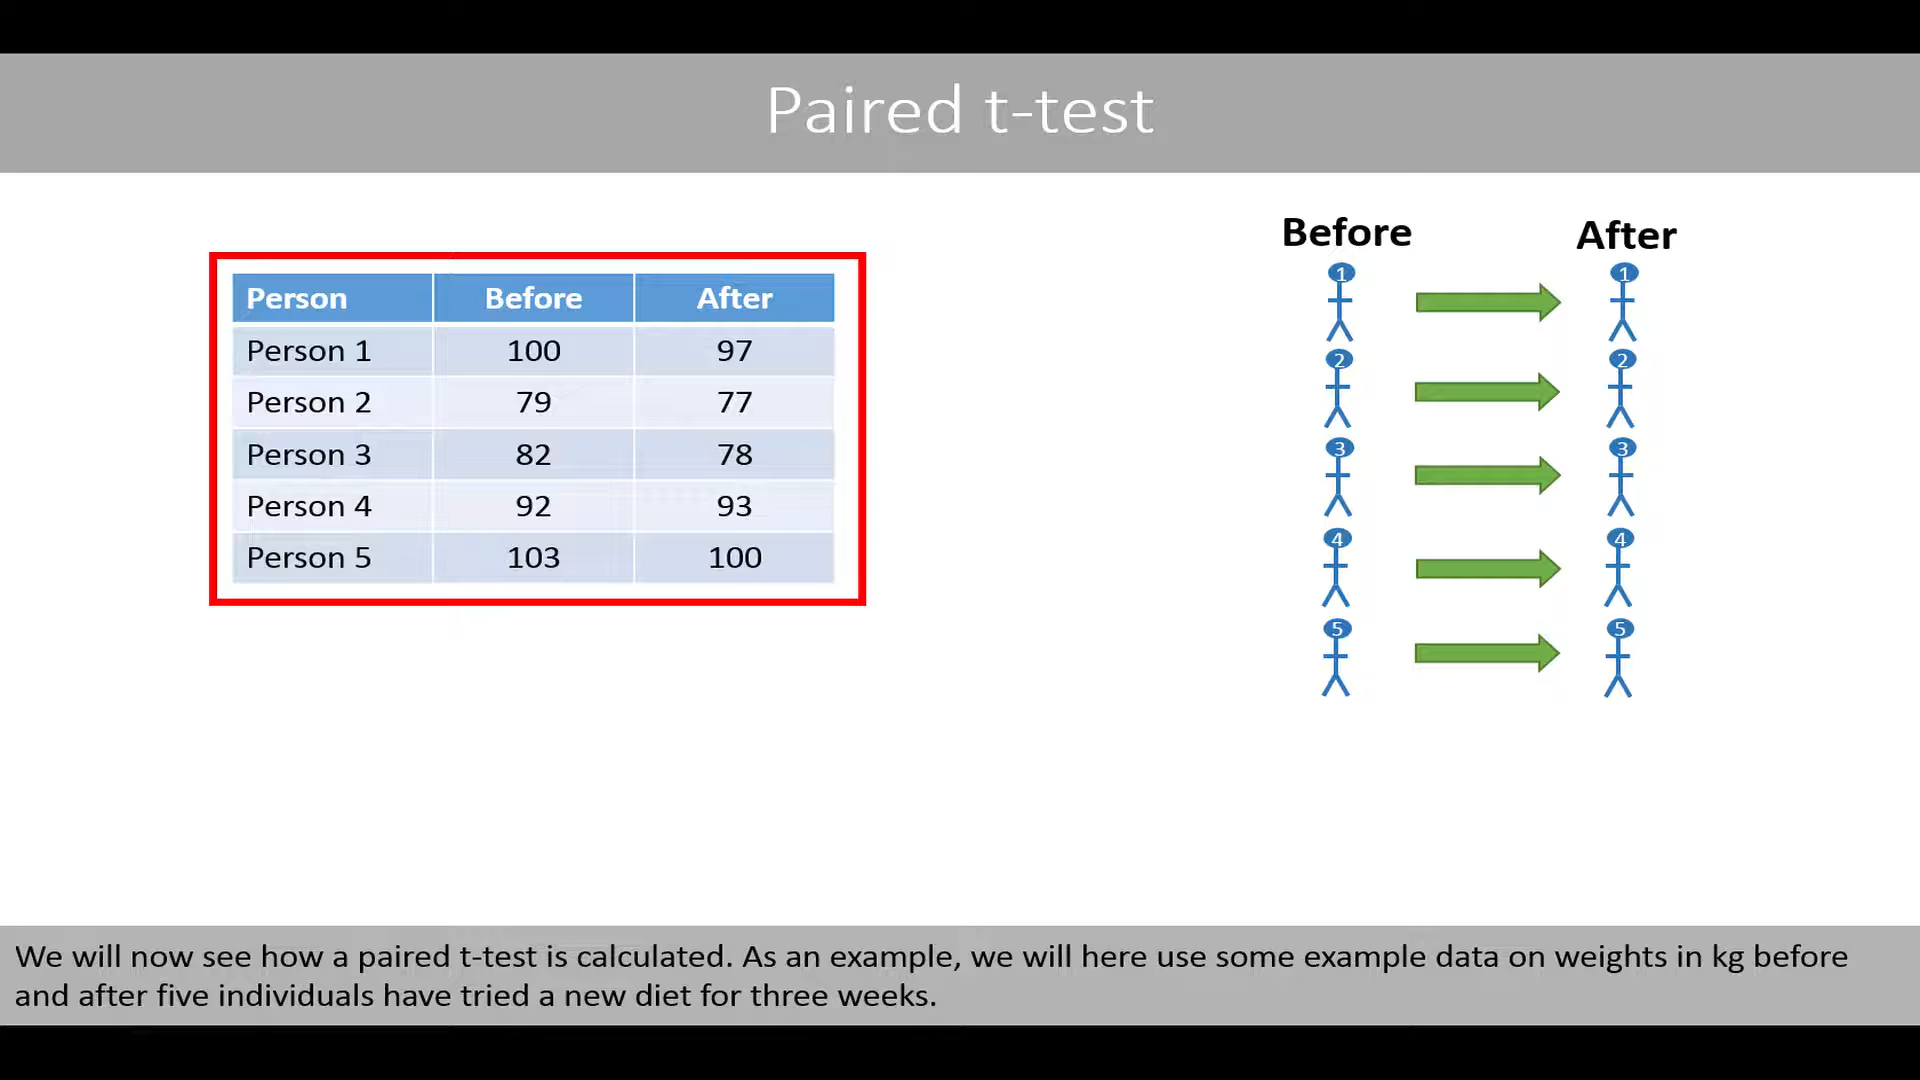 Paired t-test
Person Before After
Person 1 100 97
Person 2 79 77
Person 3 82 78
Person 4 92 93
Person 5 103 100
Before After
1 1
2 2
3 3
4 4
5 5
We will now see how a paired t-test is calculated. As an example, we will here use some example data on weights in kg before
and after five individuals have tried a new diet for three weeks.